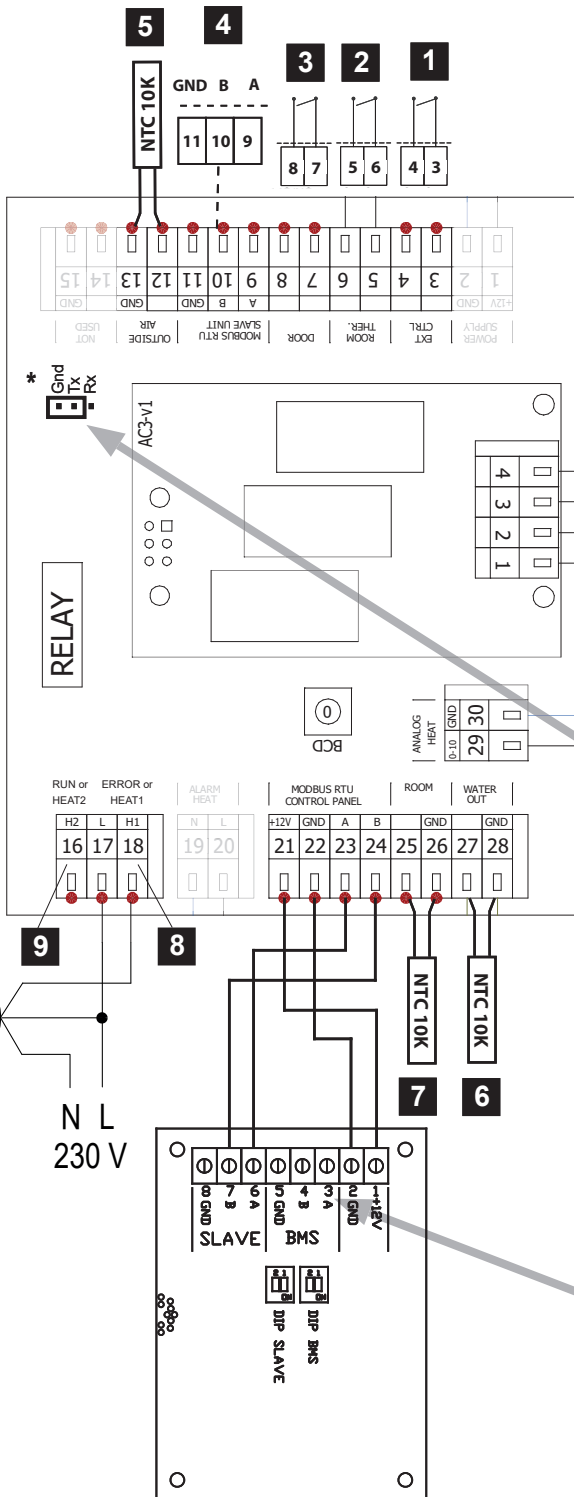 5 4 3 2 1
NTC 10K
GND B A
11 10 9
8 7
5 6
4 3
15 14 13 12 11 10 9 8 7 6 5 4 3 2 1
GND GND GND B A GND +12V
NOT USED
OUTSIDE AIR
MODBUS RTU SLAVE UNIT
DOOR
ROOM THER.
EXT CTRL
POWER SUPPLY
*
Gnd
Tx
Rx
AC3-v1
4
3
2
1
RELAY
0
BCD
ANALOG HEAT
GND 30
0-10 29
RUN or HEAT2
ERROR or HEAT1
ALARM HEAT
MODBUS RTU CONTROL PANEL
ROOM
WATER OUT
H2 L H1 N L +12V GND A B GND GND
16 17 18 19 20 21 22 23 24 25 26 27 28
9 8
NTC 10K NTC 10K
7 6
N L
230 V
8 GND
7 B
6 A
5 GND
4 B
3 A
2 GND
1 +12V
SLAVE BMS
2 1 ON
2 1 ON
DIP SLAVE
DIP BMS